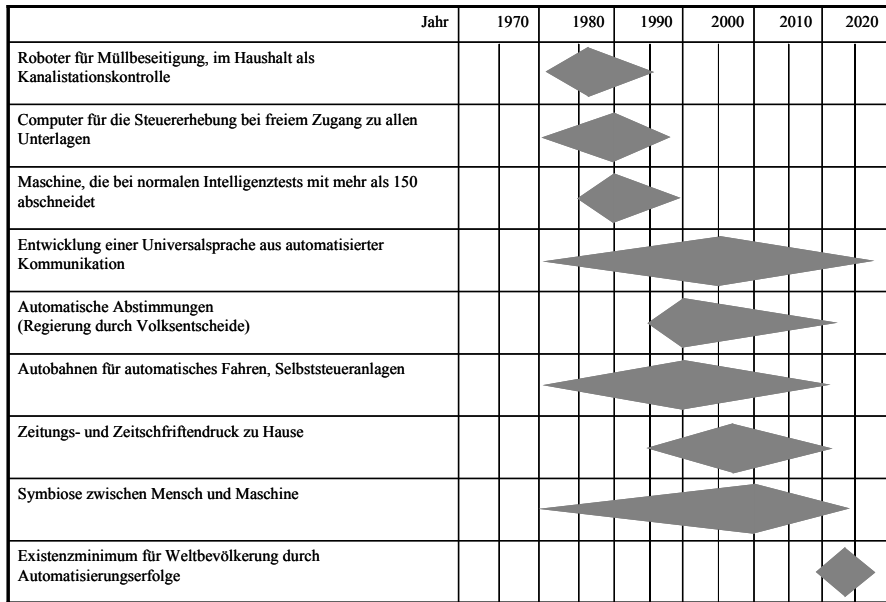 Jahr 1970 1980 1990 2000 2010 2020
Roboter für Müllbeseitigung, im Haushalt als
Kanalistationskontrolle
Computer für die Steuererhebung bei freiem Zugang zu allen
Unterlagen
Maschine, die bei normalen Intelligenztests mit mehr als 150
abschneidet
Entwicklung einer Universalsprache aus automatisierter
Kommunikation
Automatische Abstimmungen
(Regierung durch Volksentscheide)
Autobahnen für automatisches Fahren, Selbststeueranlagen
Zeitungs- und Zeitschfriftendruck zu Hause
Symbiose zwischen Mensch und Maschine
Existenzminimum für Weltbevölkerung durch
Automatisierungserfolge